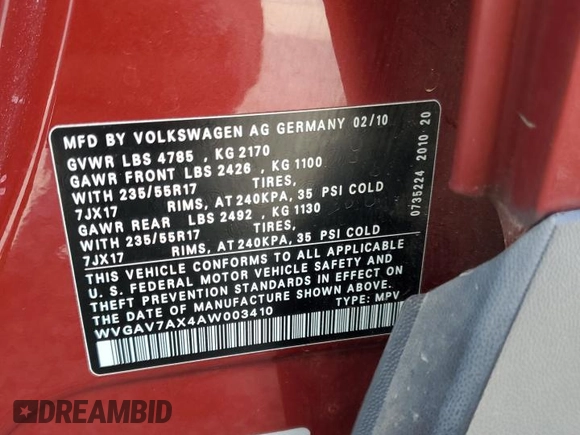 MFD BY VOLKSWAGEN AG GERMANY 02/10
GVWR LBS 4785 , KG 2170
GAWR FRONT LBS 2426 , KG 1100
WITH 235/55R17 TIRES,
7JX17 RIMS, AT 240KPA, 35 PSI COLD
GAWR REAR LBS 2492 , KG 1130
WITH 235/55R17 TIRES,
7JX17 RIMS, AT 240KPA, 35 PSI COLD
THIS VEHICLE CONFORMS TO ALL APPLICABLE
U. S. FEDERAL MOTOR VEHICLE SAFETY AND
THEFT PREVENTION STANDARDS IN EFFECT ON
THE DATE OF MANUFACTURE SHOWN ABOVE.
WVGAV7AX4AW003410 TYPE: MPV
0735224 2010 20
DREAMBID